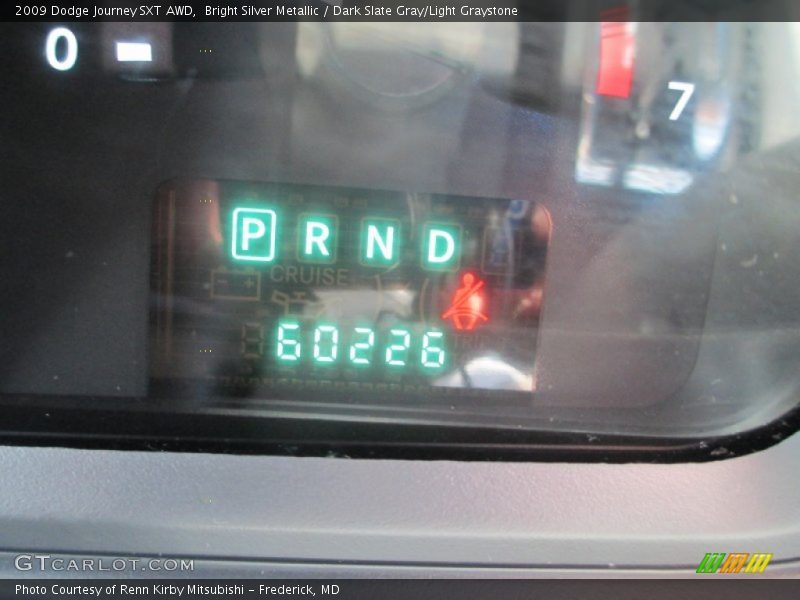 2009 Dodge Journey SXT AWD,  Bright Silver Metallic / Dark Slate Gray/Light Graystone
0
7
P R N D
CRUISE
60226
GTCARLOT.COM
Photo Courtesy of Renn Kirby Mitsubishi – Frederick, MD